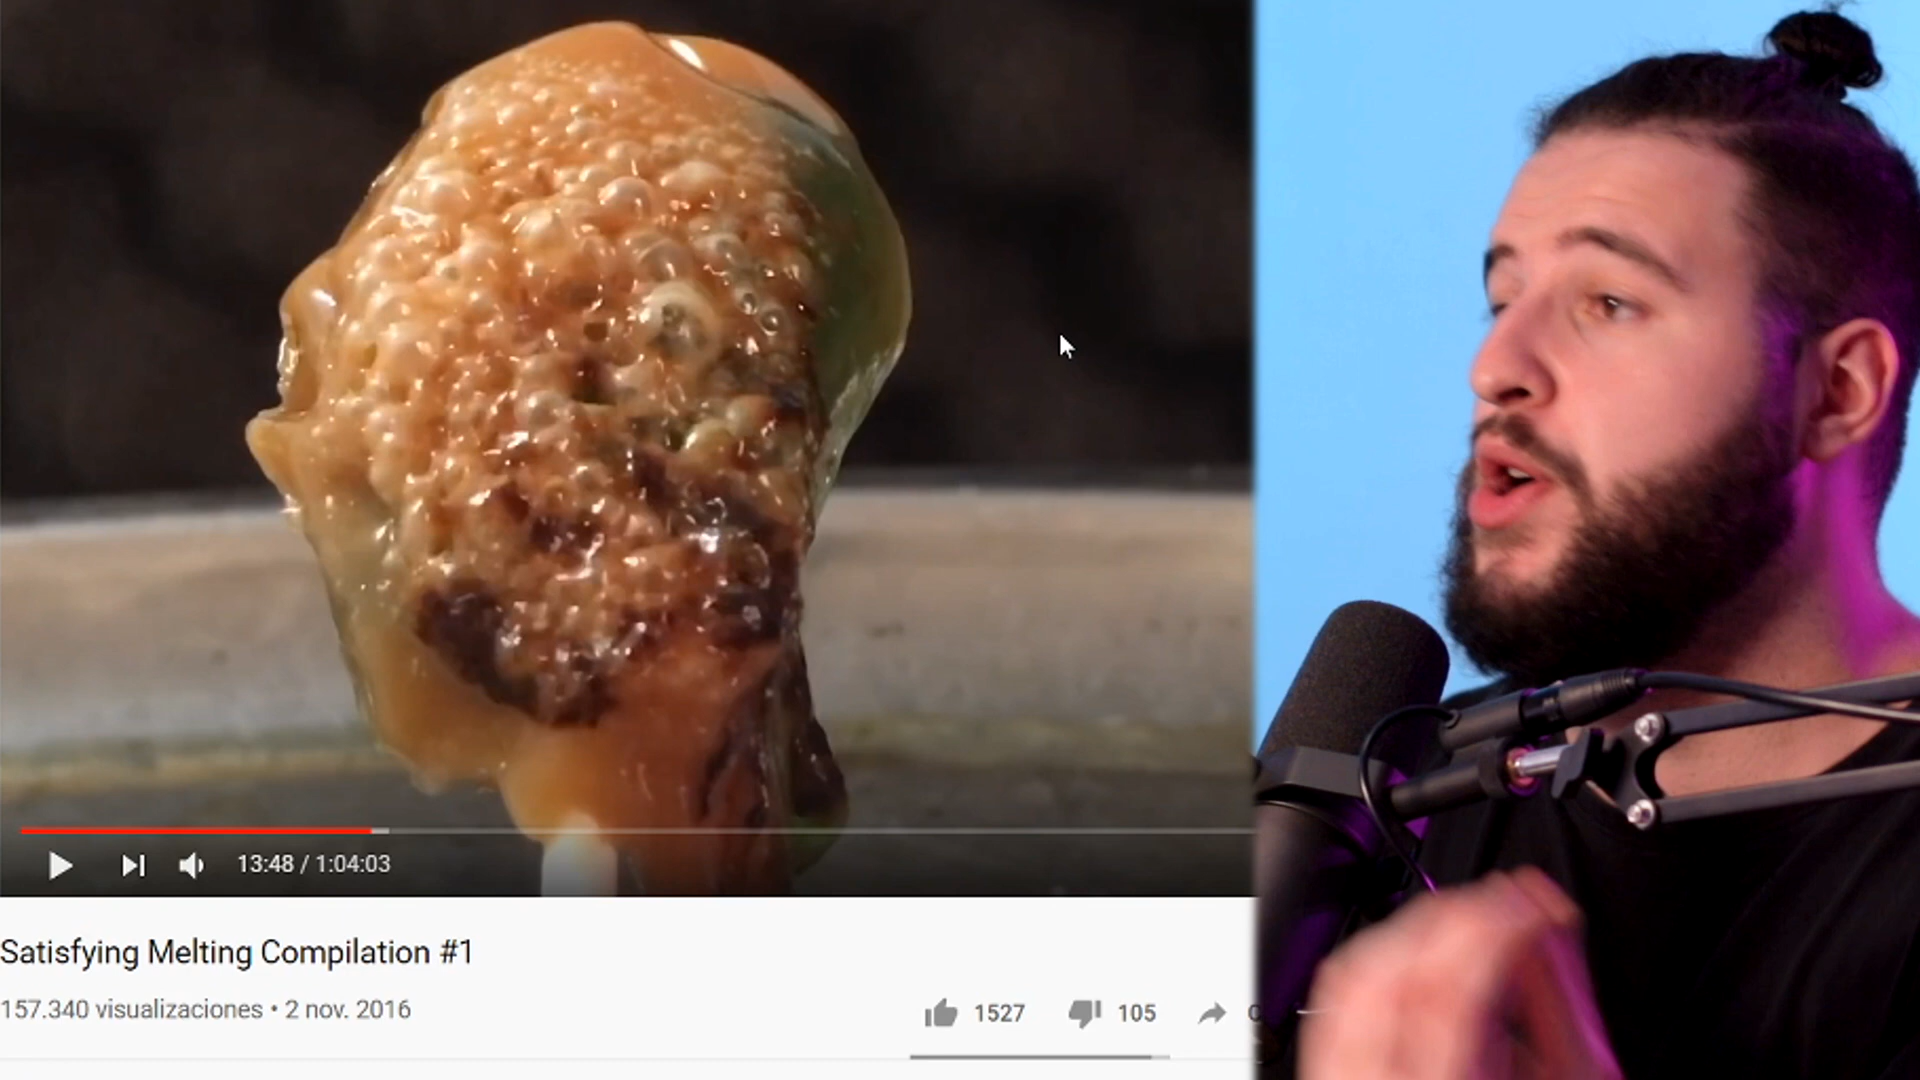 13:48 / 1:04:03
Satisfying Melting Compilation #1
157.340 visualizaciones • 2 nov. 2016
1527
105